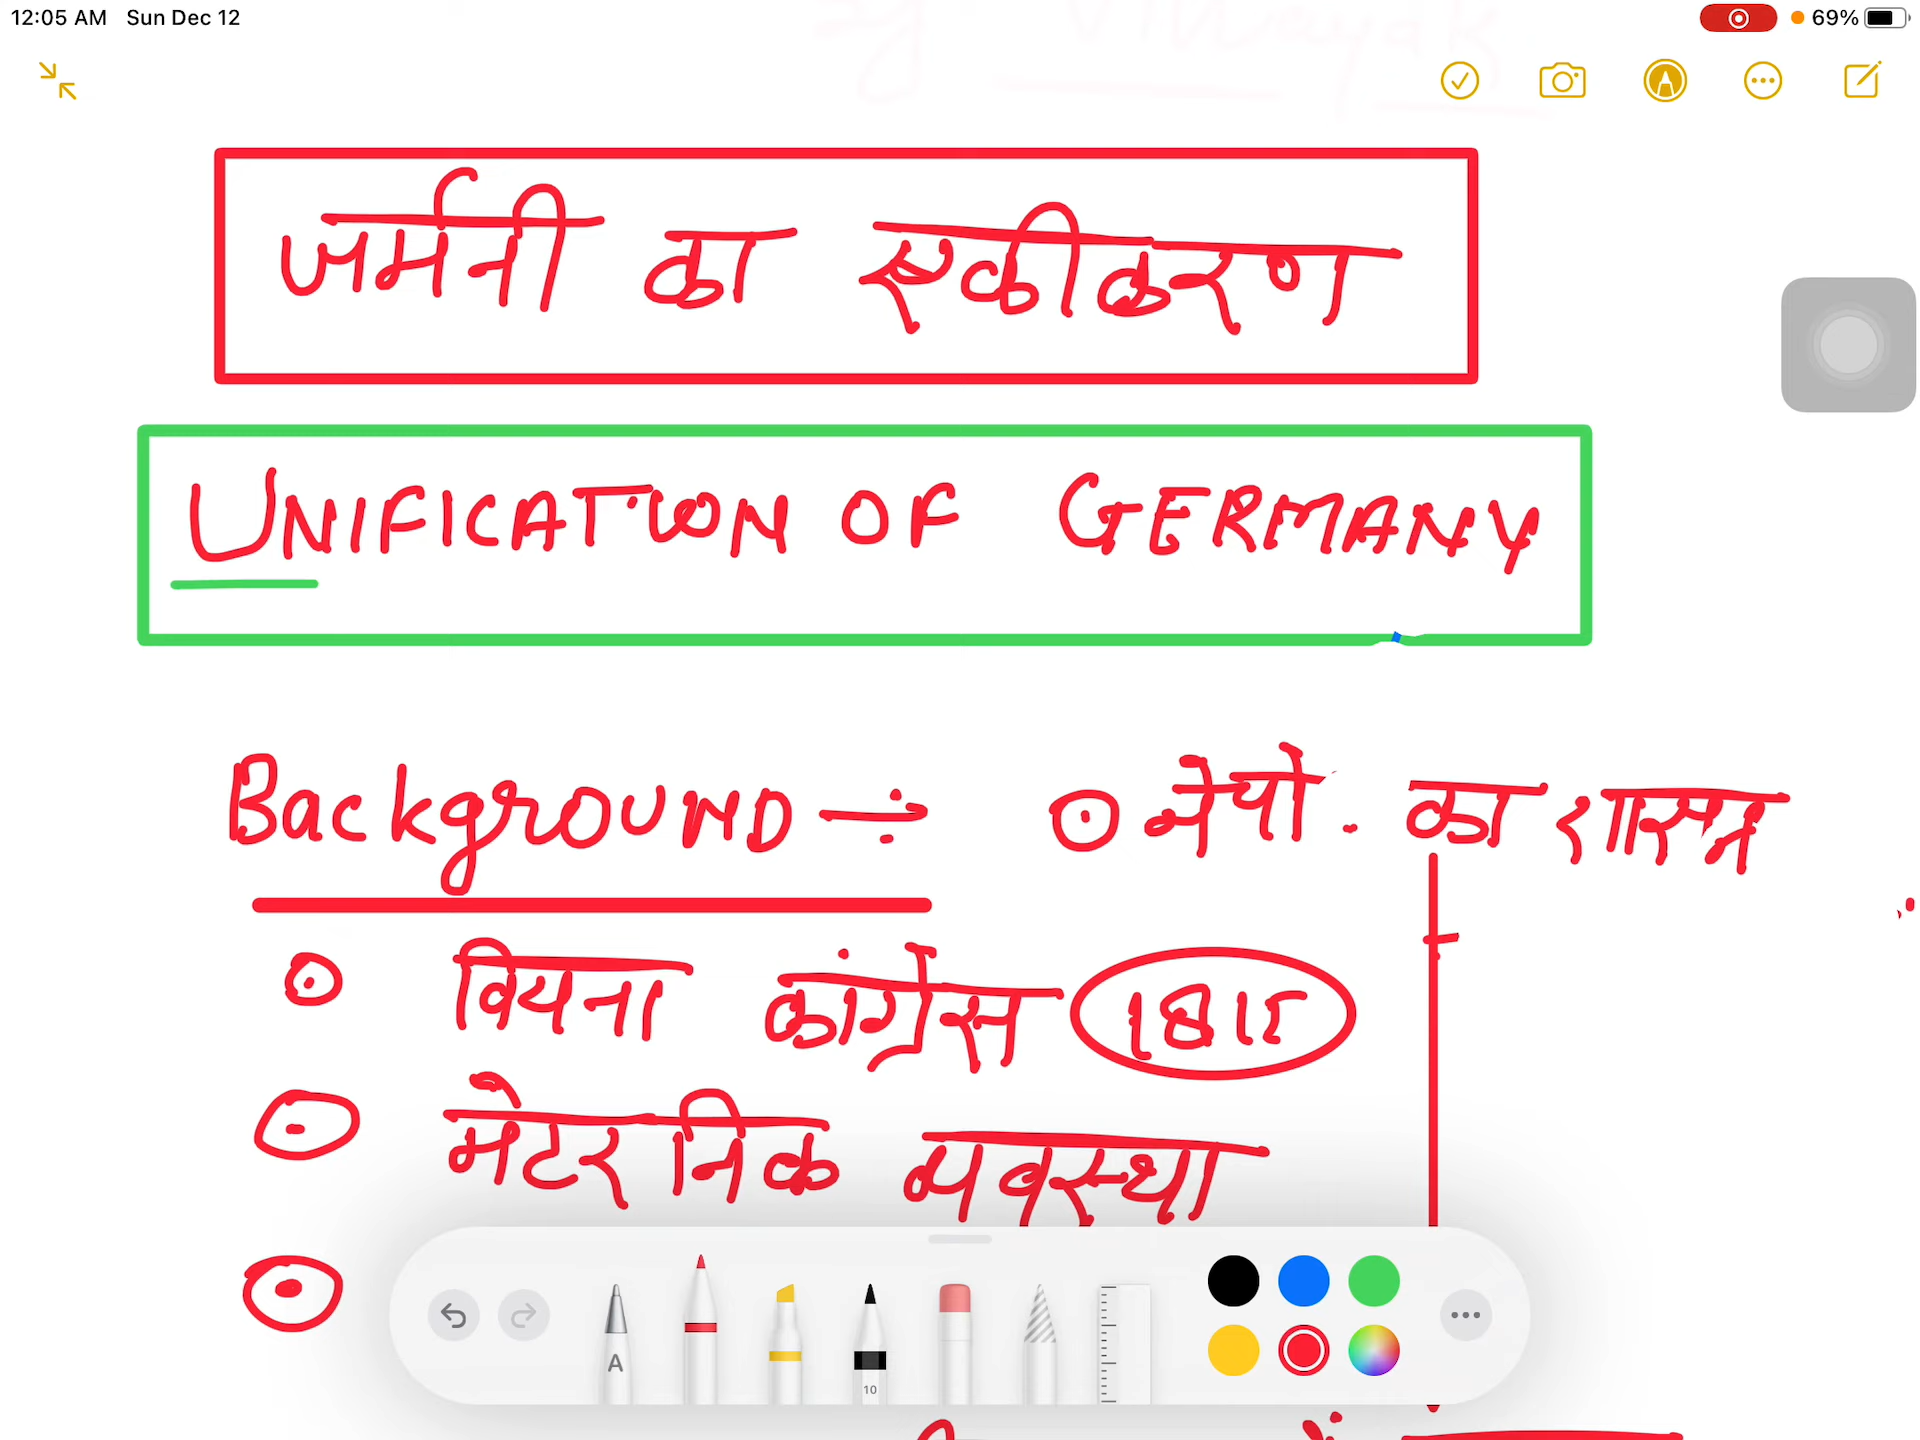 12:05 AM Sun Dec 12
69%
जर्मनी का एकीकरण
UNIFICATION OF GERMANY
BackgROUND ÷ ⊙ नेपो. का शास्त्र
⊙ वियना कांग्रेस 1815
⊙ मैटरनिक व्यवस्था
A
10